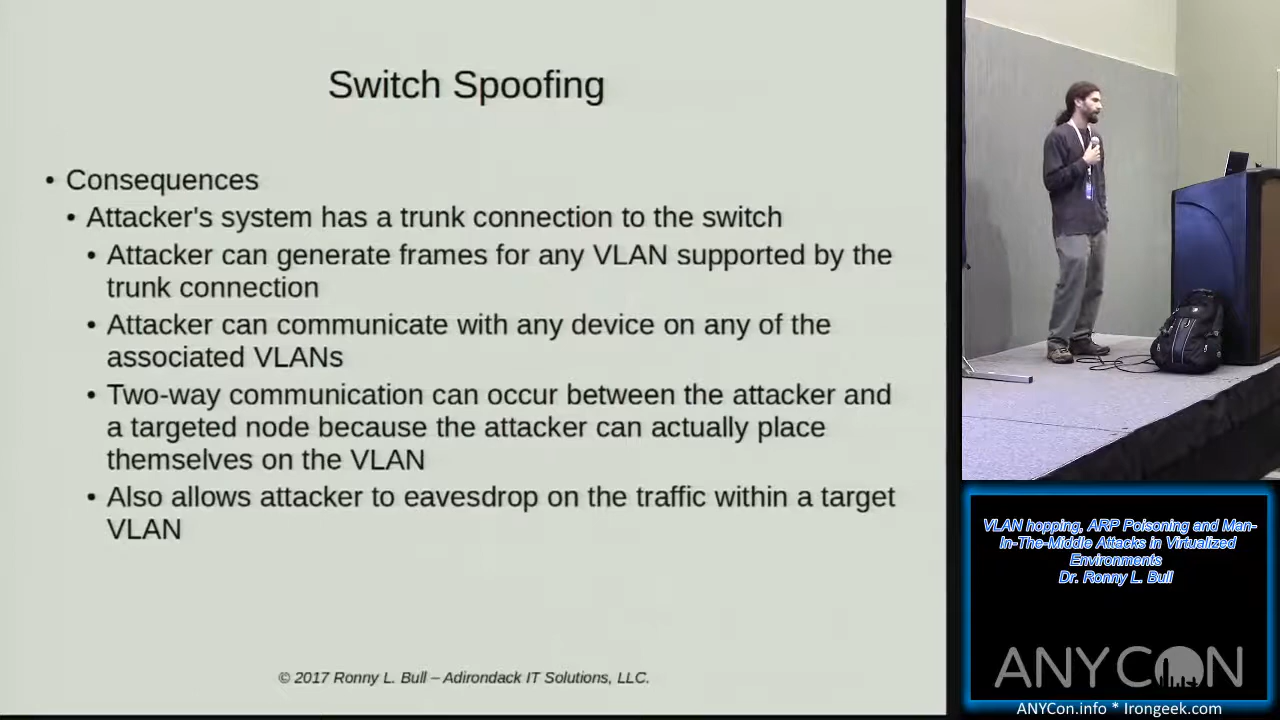 Switch Spoofing
• Consequences
• Attacker's system has a trunk connection to the switch
• Attacker can generate frames for any VLAN supported by the
trunk connection
• Attacker can communicate with any device on any of the
associated VLANs
• Two-way communication can occur between the attacker and
a targeted node because the attacker can actually place
themselves on the VLAN
• Also allows attacker to eavesdrop on the traffic within a target
VLAN
© 2017 Ronny L. Bull – Adirondack IT Solutions, LLC.
VLAN hopping, ARP Poisoning and Man-
In-The-Middle Attacks in Virtualized
Environments
Dr. Ronny L. Bull
ANYCON
ANYCon.info * Irongeek.com